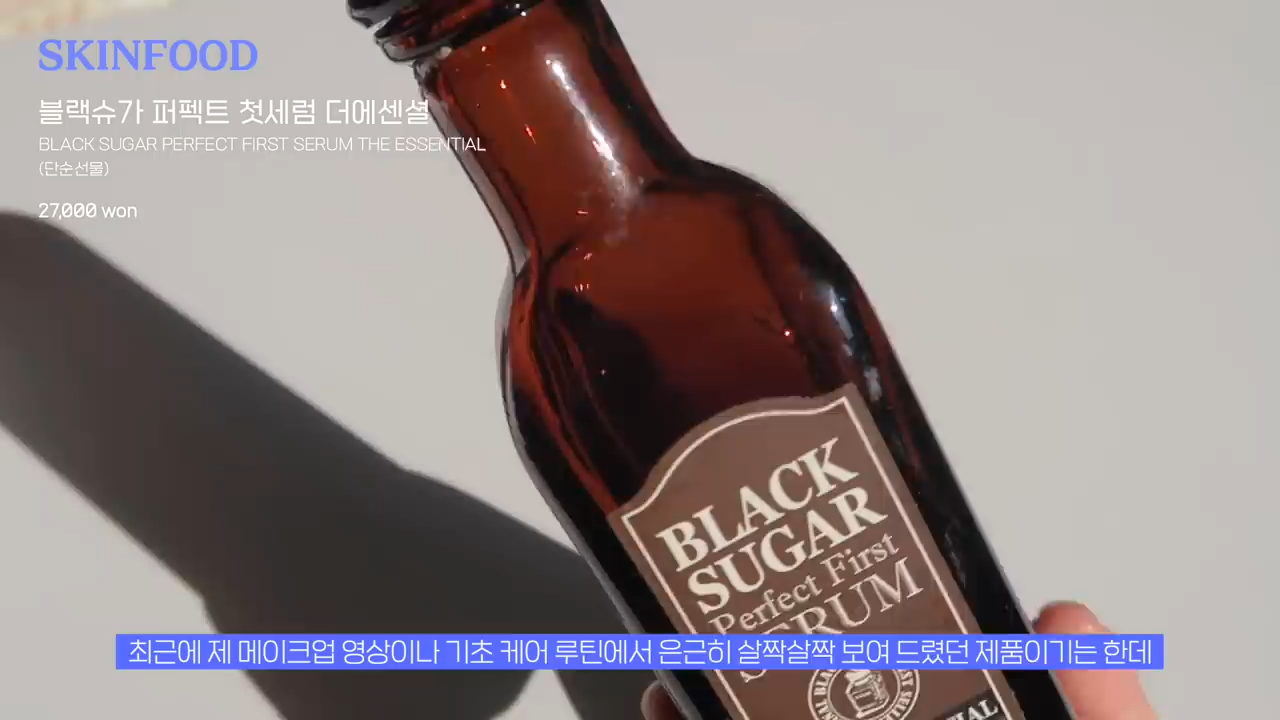 SKINFOOD
블랙슈가 퍼펙트 첫세럼 더에센셜
BLACK SUGAR PERFECT FIRST SERUM THE ESSENTIAL
(단순선물)
27,000 won
BLACK
SUGAR
Perfect First
SERUM
최근에 제 메이크업 영상이나 기초 케어 루틴에서 은근히 살짝살짝 보여 드렸던 제품이기는 한데